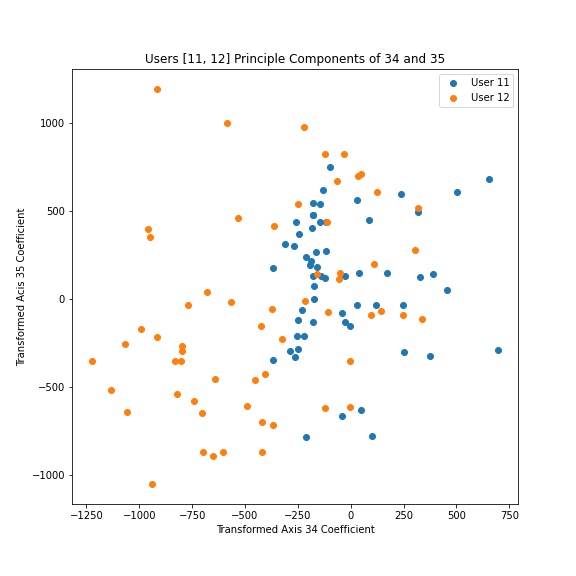 Users [11, 12] Principle Components of 34 and 35
User 11
User 12
Transformed Acis 35 Coefficient
1000
500
0
−500
−1000
−1250 −1000 −750 −500 −250 0 250 500 750
Transformed Axis 34 Coefficient